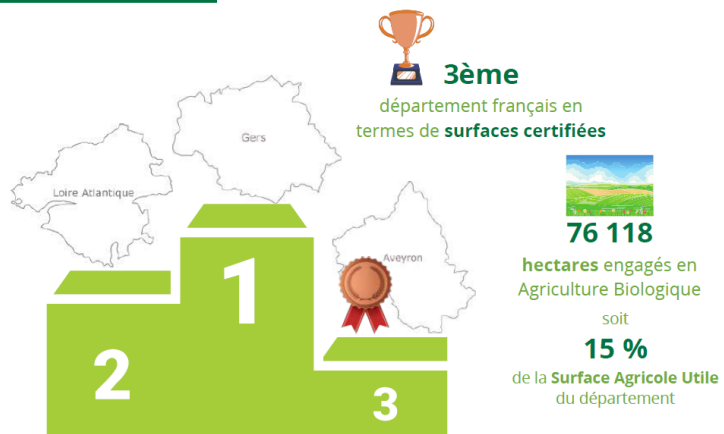 3ème
département français en
termes de surfaces certifiées
Gers
Loire Atlantique
Aveyron
1
2
3
76 118
hectares engagés en
Agriculture Biologique
soit
15 %
de la Surface Agricole Utile
du département